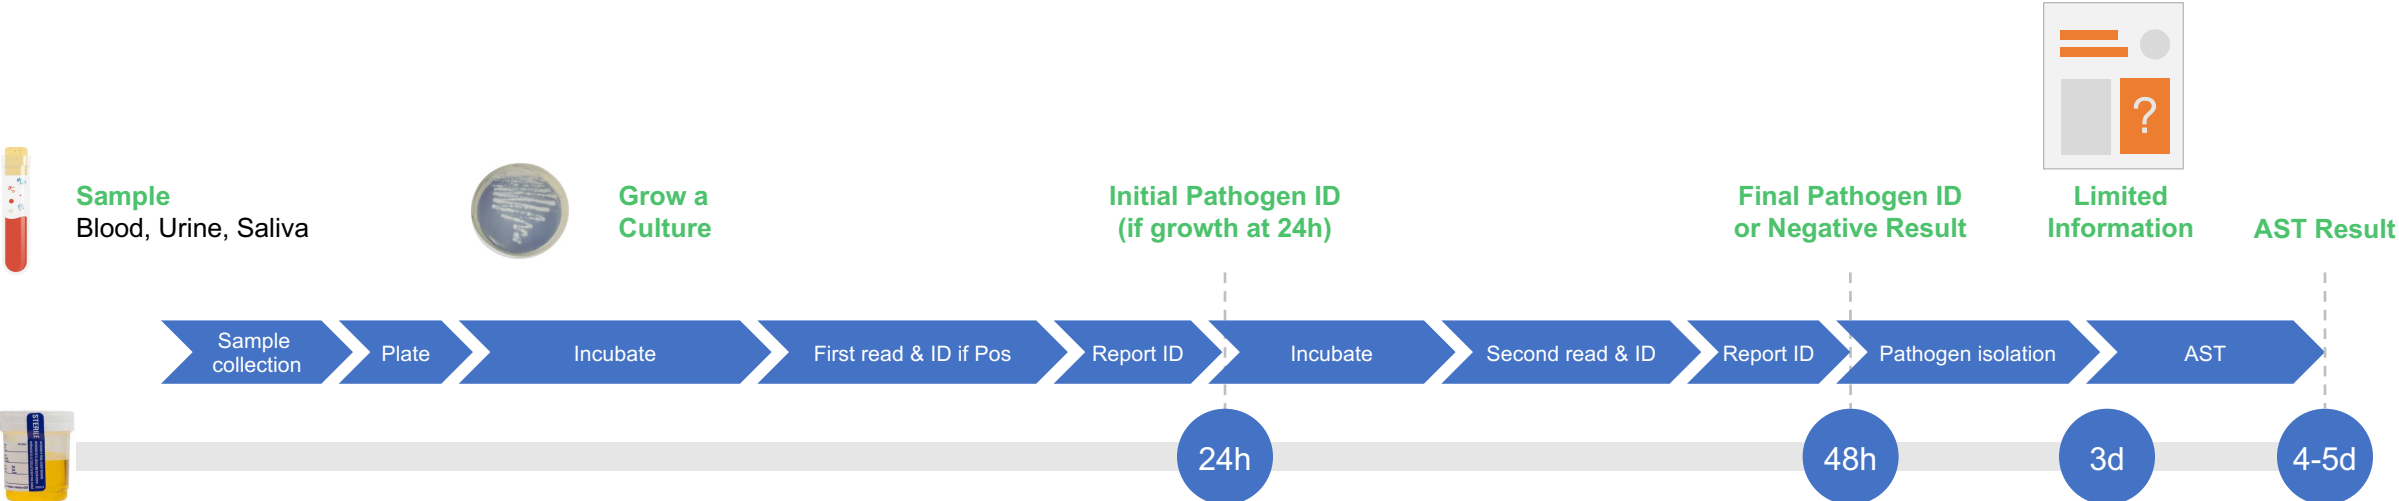 ?
Sample
Blood, Urine, Saliva
Grow a
Culture
Initial Pathogen ID
(if growth at 24h)
Final Pathogen ID
or Negative Result
Limited
Information
AST Result
Sample
collection
Plate
Incubate
First read & ID if Pos
Report ID
Incubate
Second read & ID
Report ID
Pathogen isolation
AST
STERILE
24h
48h
3d
4-5d